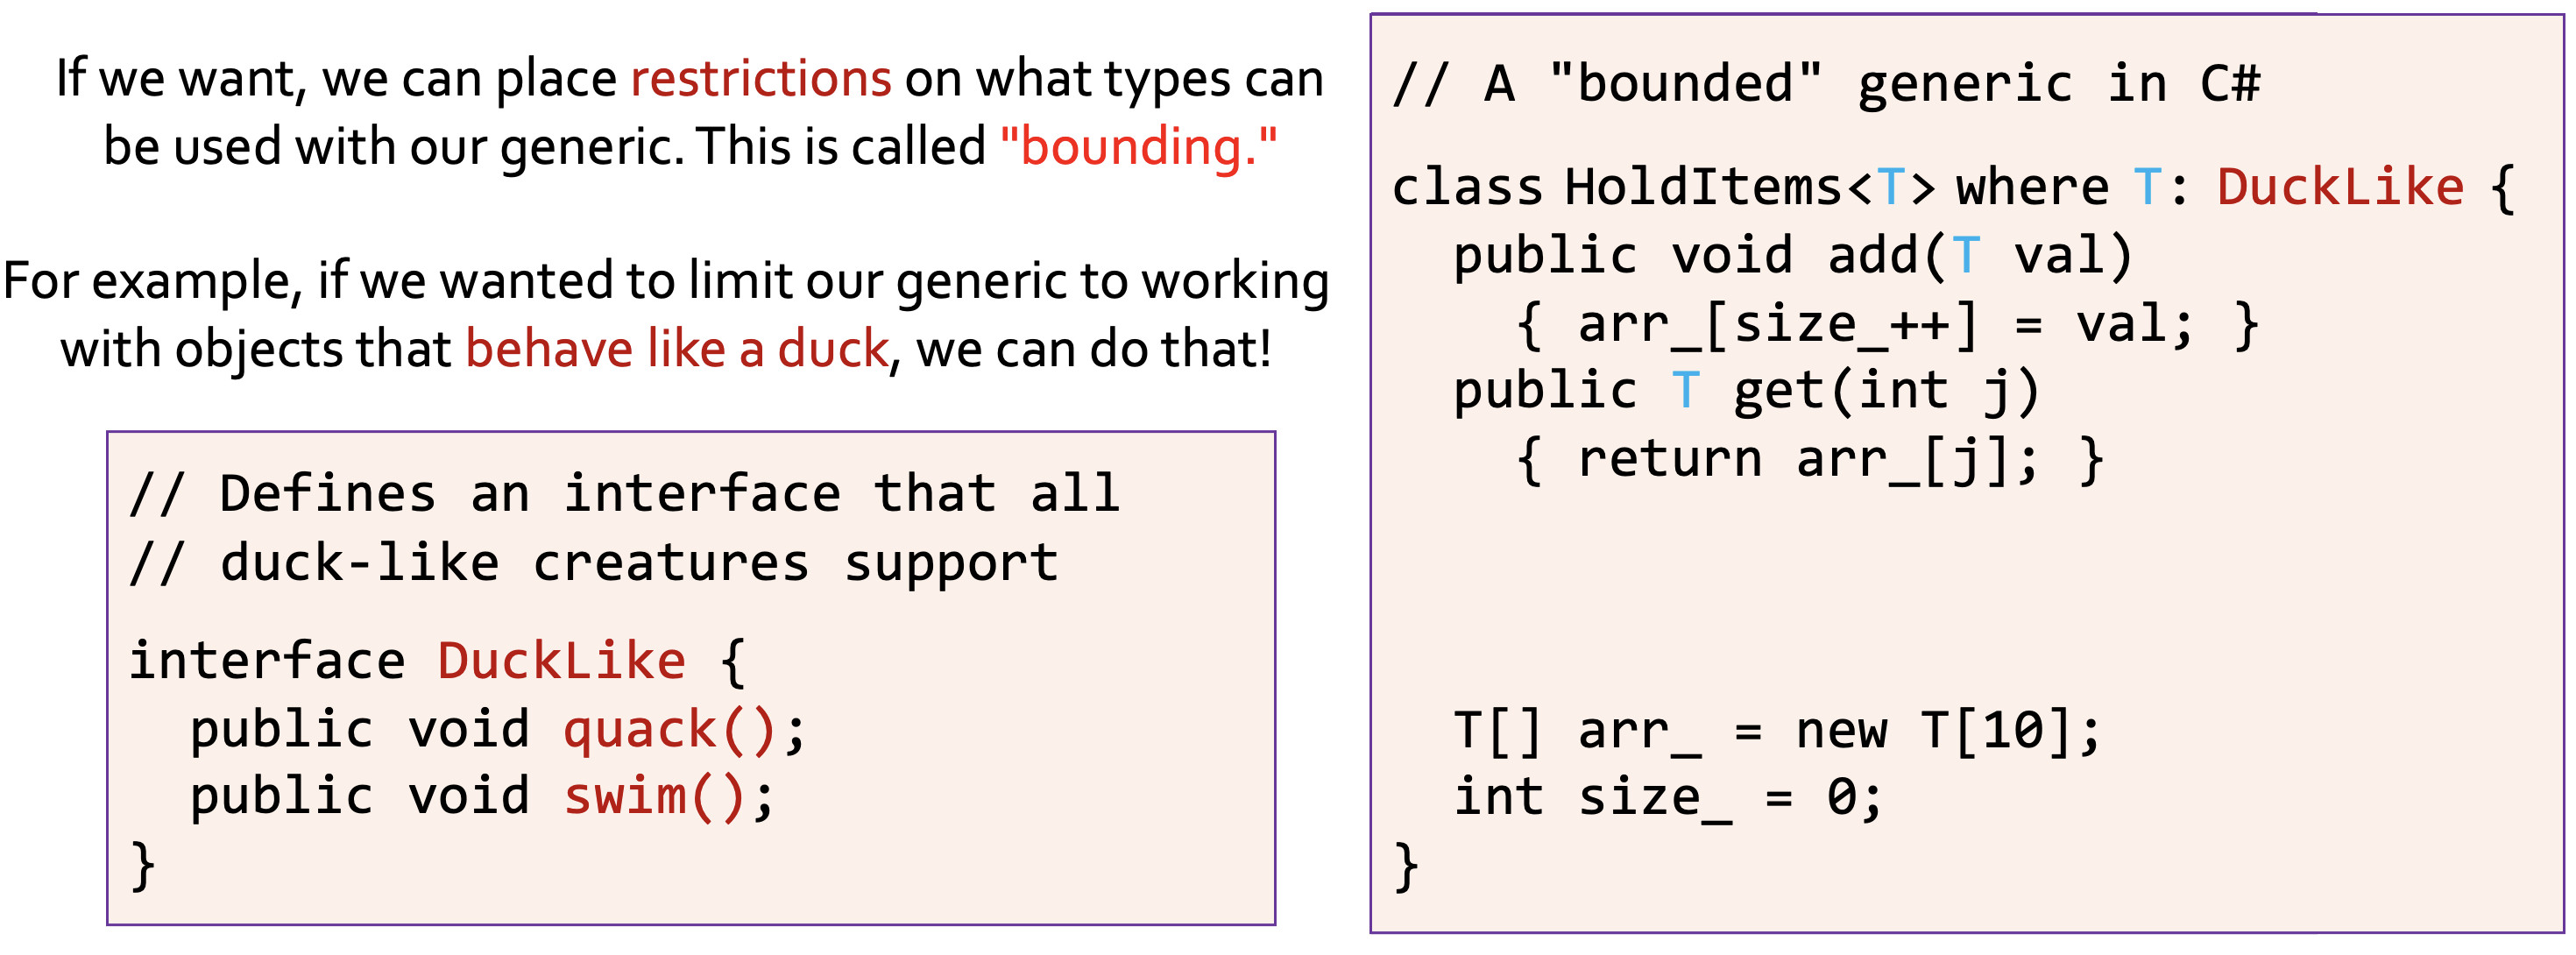 If we want, we can place restrictions on what types can
be used with our generic. This is called "bounding."
For example, if we wanted to limit our generic to working
with objects that behave like a duck, we can do that!
// Defines an interface that all
// duck-like creatures support
interface DuckLike {
  public void quack();
  public void swim();
}
// A "bounded" generic in C#
class HoldItems<T> where T: DuckLike {
  public void add(T val)
    { arr_[size_++] = val; }
  public T get(int j)
    { return arr_[j]; }
  T[] arr_ = new T[10];
  int size_ = 0;
}